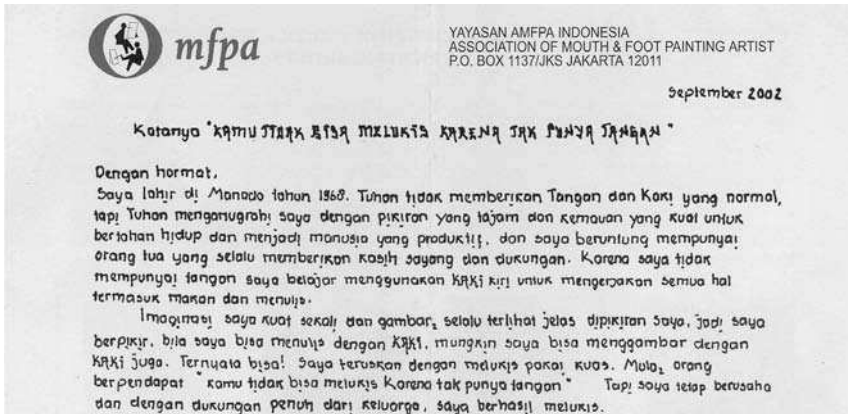 mfpa
YAYASAN AMFPA INDONESIA
ASSOCIATION OF MOUTH & FOOT PAINTING ARTIST
P.O. BOX 1137/JKS JAKARTA 12011
September 2002
Katanya "KAMU TIDAK BISA MELUKIS KARENA TAK PUNYA TANGAN"
Dengan hormat,
Saya lahir di Manado tahun 1968. Tuhan tidak memberikan Tangan dan Kaki yang normal,
tapi Tuhan menganugrahi saya dengan pikiran yang tajam dan kemauan yang kuat untuk
bertahan hidup dan menjadi manusia yang produktif, dan saya beruntung mempunyai
orang tua yang selalu memberikan kasih sayang dan dukungan. Karena saya tidak
mempunyai tangan saya belajar menggunakan KAKi kiri untuk mengerjakan semua hal
termasuk makan dan menulis.
Imaginasi saya kuat sekali dan gambar2 selalu terlihat jelas dipikiran saya, jadi saya
berpikir, bila saya bisa menulis dengan KAKI, mungkin saya bisa menggambar dengan
KAKi juga. Ternyata bisa! Saya teruskan dengan melukis pakai kuas. Mula2 orang
berpendapat "kamu tidak bisa melukis Karena tak punya tangan" Tapi saya tetap berusaha
dan dengan dukungan penuh dari keluarga, saya berhasil melukis.